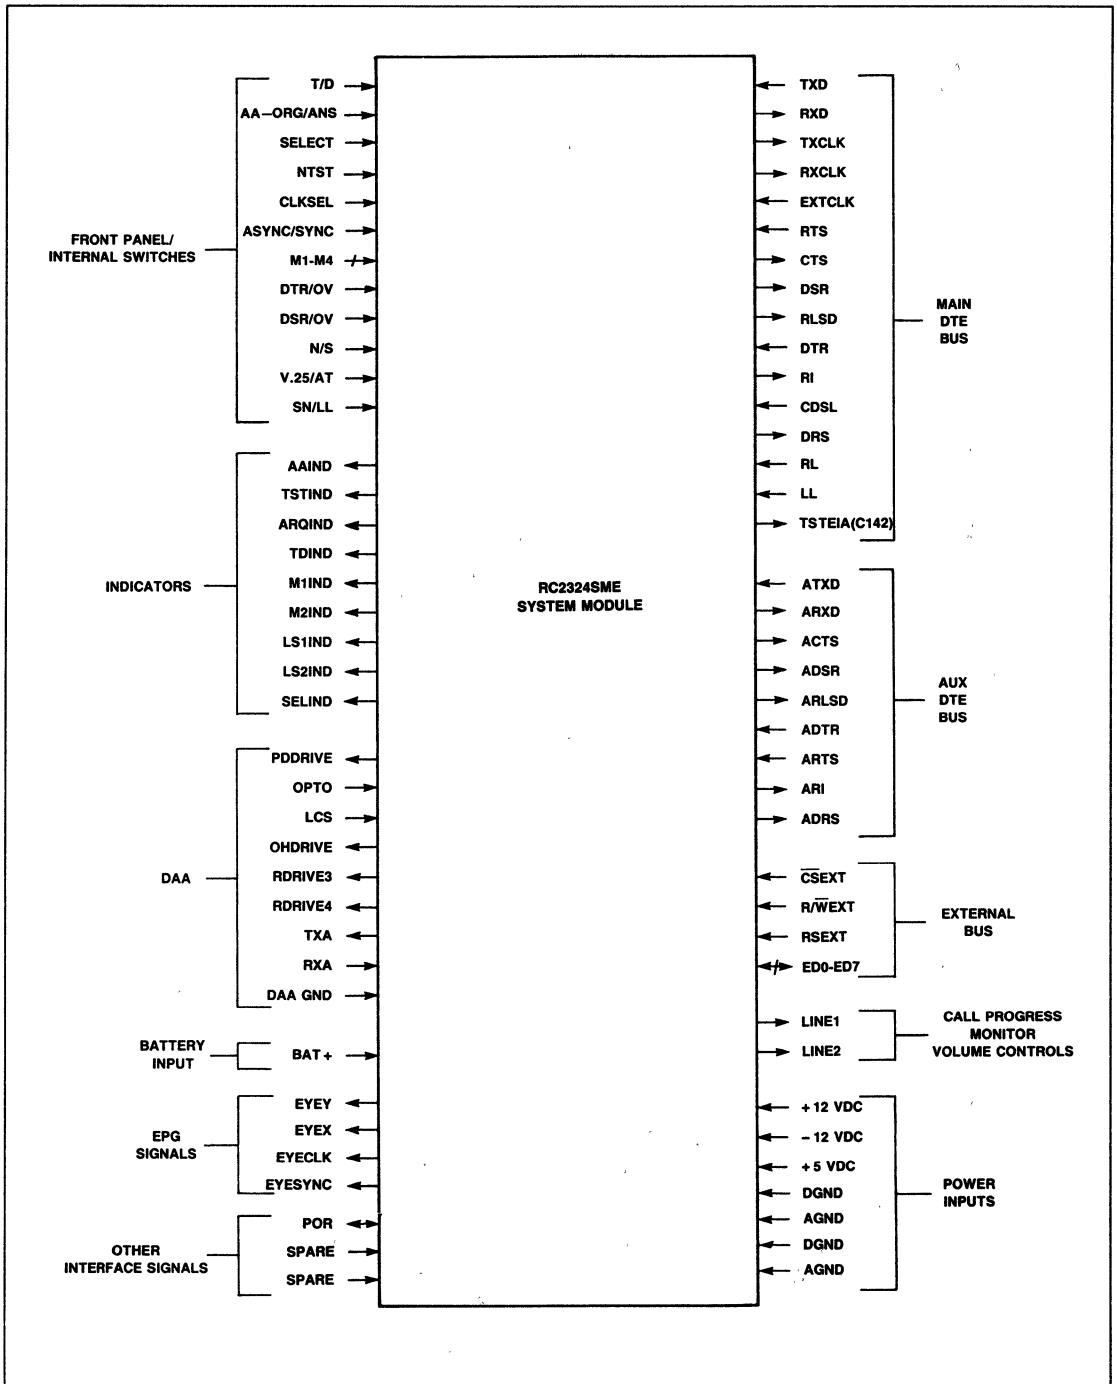 T/D
AA–ORG/ANS
SELECT
NTST
CLKSEL
ASYNC/SYNC
M1-M4
DTR/OV
DSR/OV
N/S
V.25/AT
SN/LL
FRONT PANEL/
INTERNAL SWITCHES
AAIND
TSTIND
ARQIND
TDIND
M1IND
M2IND
LS1IND
LS2IND
SELIND
INDICATORS
PDDRIVE
OPTO
LCS
OHDRIVE
RDRIVE3
RDRIVE4
TXA
RXA
DAA GND
DAA
BATTERY
INPUT
BAT +
EYEY
EYEX
EYECLK
EYESYNC
EPG
SIGNALS
POR
SPARE
SPARE
OTHER
INTERFACE SIGNALS
RC2324SME
SYSTEM MODULE
TXD
RXD
TXCLK
RXCLK
EXTCLK
RTS
CTS
DSR
RLSD
DTR
RI
CDSL
DRS
RL
LL
TSTEIA(C142)
MAIN
DTE
BUS
ATXD
ARXD
ACTS
ADSR
ARLSD
ADTR
ARTS
ARI
ADRS
AUX
DTE
BUS
C̅S̅EXT
R/W̅EXT
RSEXT
ED0-ED7
EXTERNAL
BUS
LINE1
LINE2
CALL PROGRESS
MONITOR
VOLUME CONTROLS
+ 12 VDC
– 12 VDC
+ 5 VDC
DGND
AGND
DGND
AGND
POWER
INPUTS